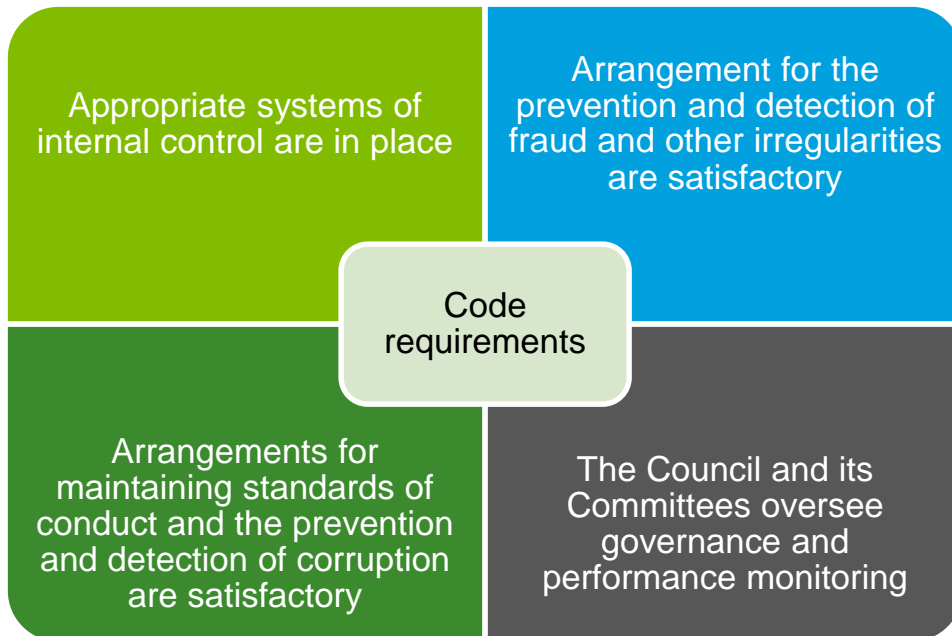 Appropriate systems of
internal control are in place
Arrangement for the
prevention and detection of
fraud and other irregularities
are satisfactory
Code
requirements
Arrangements for
maintaining standards of
conduct and the prevention
and detection of corruption
are satisfactory
The Council and its
Committees oversee
governance and
performance monitoring